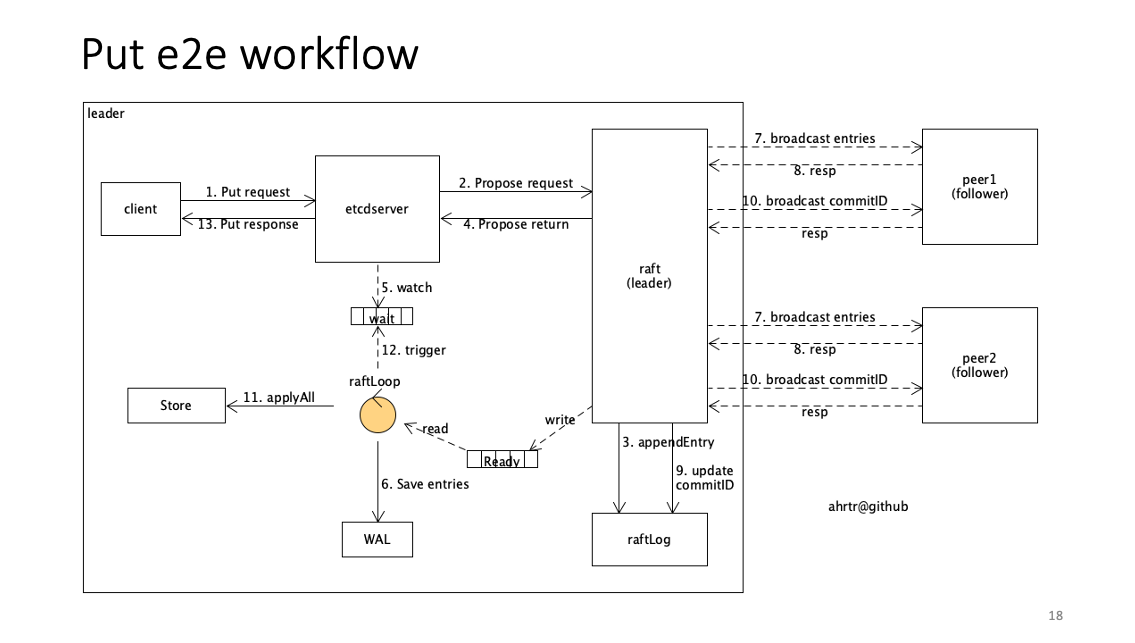 Put e2e workflow
leader
client
1. Put request
13. Put response
etcdserver
2. Propose request
4. Propose return
raft
(leader)
7. broadcast entries
8. resp
10. broadcast commitID
resp
peer1
(follower)
7. broadcast entries
8. resp
10. broadcast commitID
resp
peer2
(follower)
5. watch
wait
12. trigger
raftLoop
Store
11. applyAll
read
Ready
write
6. Save entries
WAL
3. appendEntry
9. update
commitID
raftLog
ahrtr@github
18